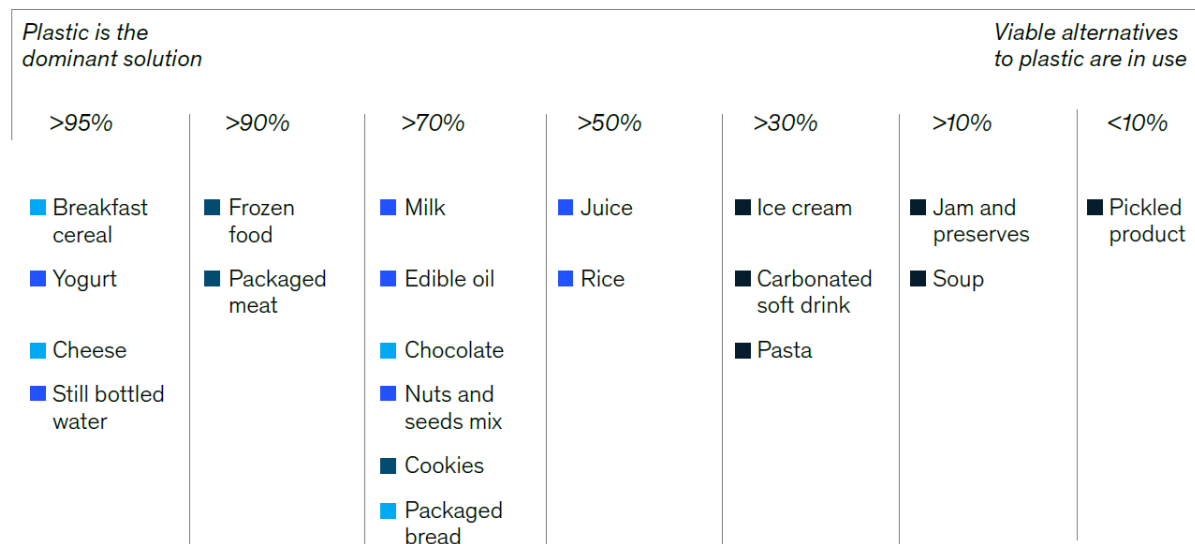 Plastic is the
dominant solution
Viable alternatives
to plastic are in use
>95%
>90%
>70%
>50%
>30%
>10%
<10%
Breakfast
cereal
Yogurt
Cheese
Still bottled
water
Frozen
food
Packaged
meat
Milk
Edible oil
Chocolate
Nuts and
seeds mix
Cookies
Packaged
bread
Juice
Rice
Ice cream
Carbonated
soft drink
Pasta
Jam and
preserves
Soup
Pickled
product